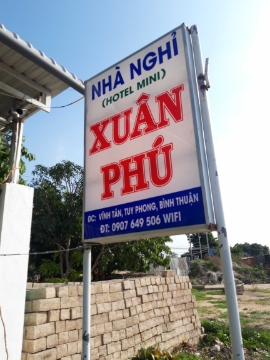 NHÀ NGHỈ
(HOTEL MINI)
XUÂN
PHÚ
ĐC: VĨNH TÂN, TUY PHONG, BÌNH THUẬN
ĐT: 0907 649 506 WIFI